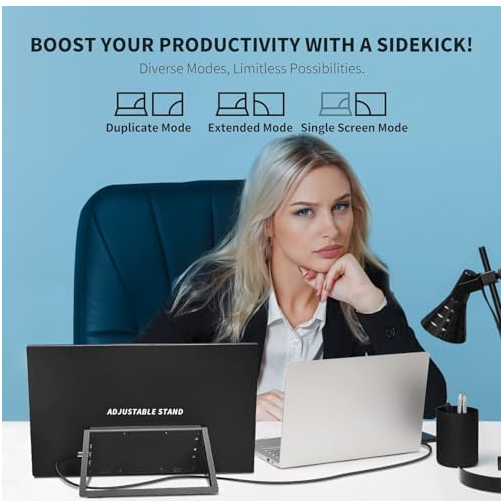 BOOST YOUR PRODUCTIVITY WITH A SIDEKICK!
Diverse Modes, Limitless Possibilities.
Duplicate Mode Extended Mode Single Screen Mode
ADJUSTABLE STAND